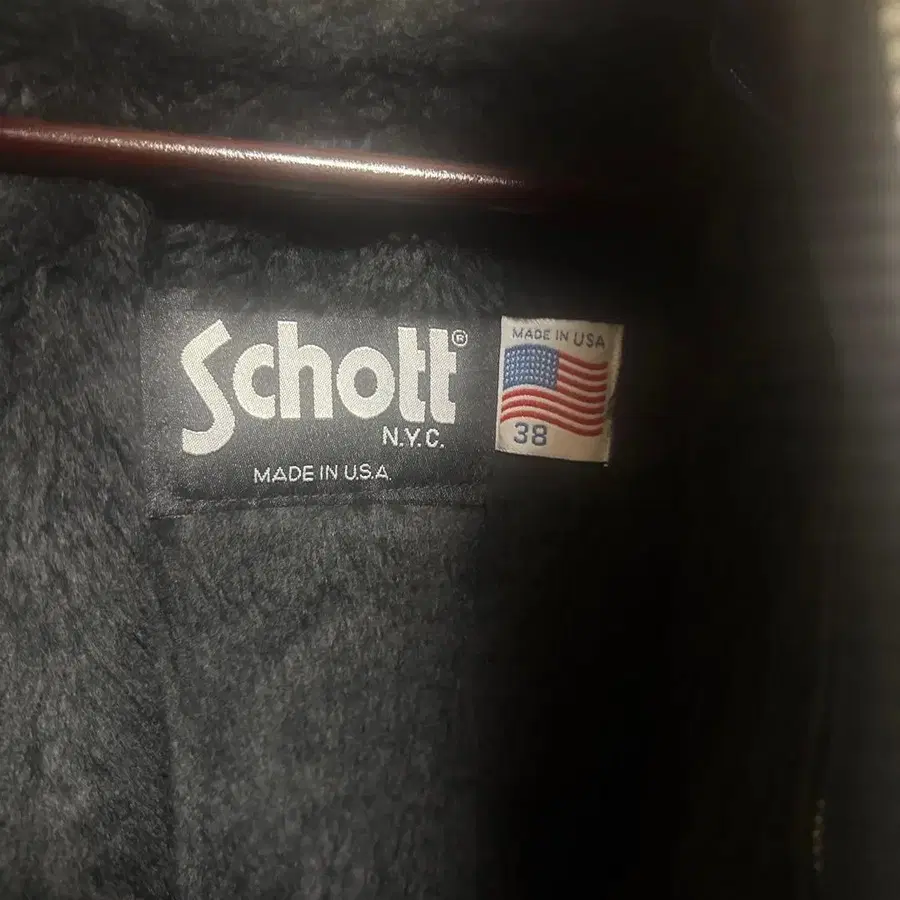 Schott®
N.Y.C.
MADE IN U.S.A.
MADE IN USA
38